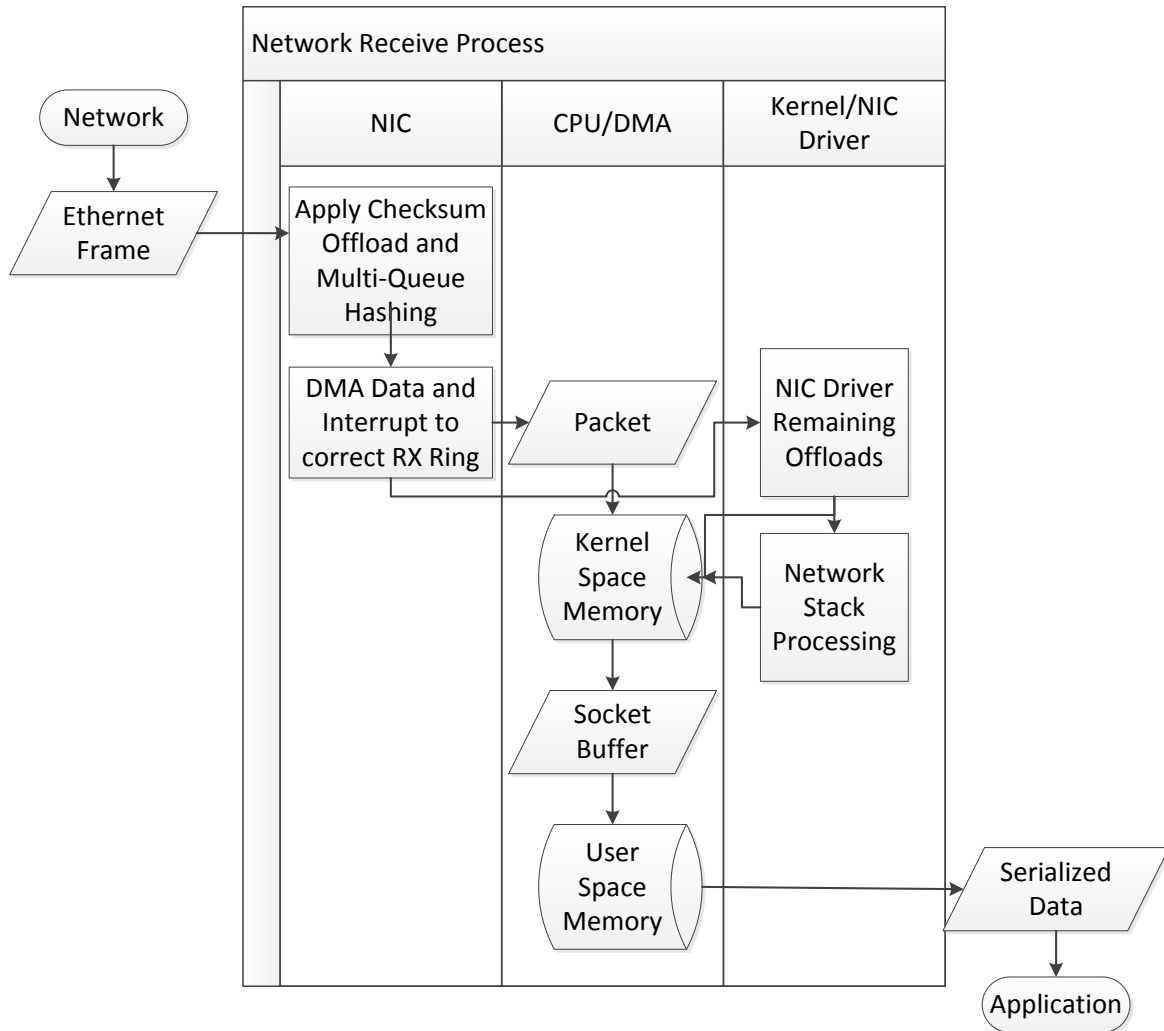 Network Receive Process
NIC
CPU/DMA
Kernel/NIC
Driver
Network
Ethernet
Frame
Apply Checksum
Offload and
Multi-Queue
Hashing
DMA Data and
Interrupt to
correct RX Ring
Packet
NIC Driver
Remaining
Offloads
Kernel
Space
Memory
Network
Stack
Processing
Socket
Buffer
User
Space
Memory
Serialized
Data
Application